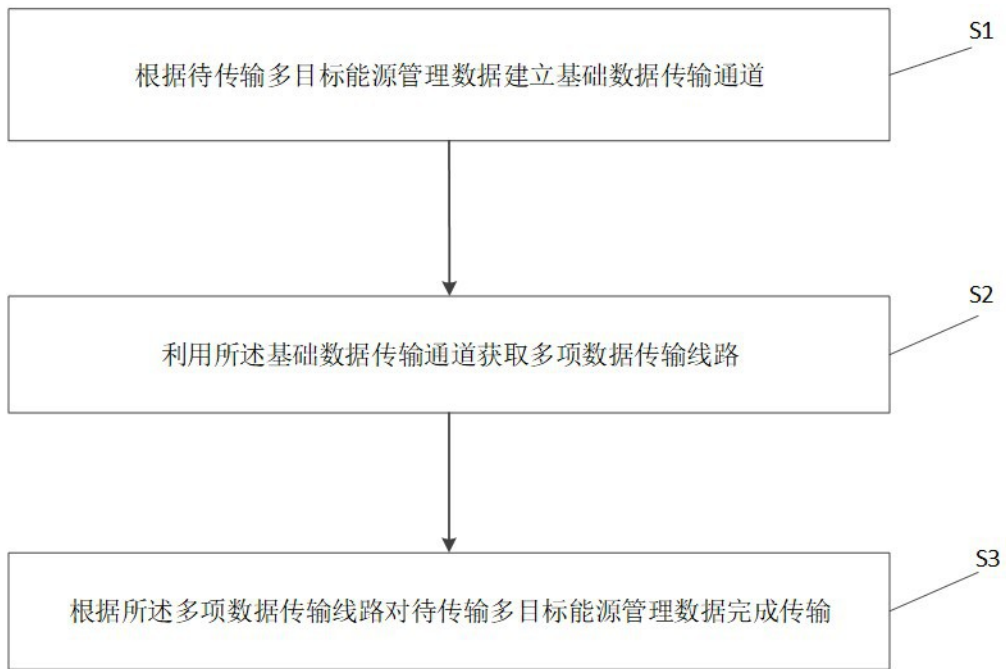 S1
根据待传输多目标能源管理数据建立基础数据传输通道
S2
利用所述基础数据传输通道获取多项数据传输线路
S3
根据所述多项数据传输线路对待传输多目标能源管理数据完成传输